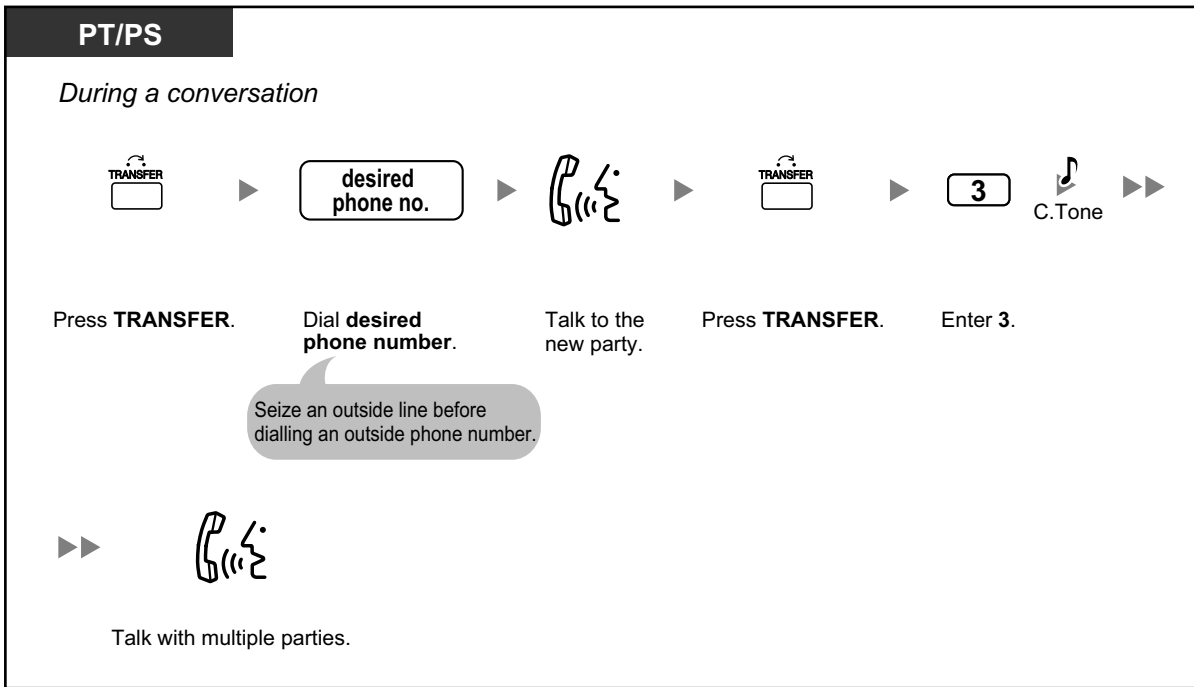 PT/PS
During a conversation
TRANSFER
desired
phone no.
TRANSFER
3
C.Tone
Press TRANSFER.
Dial desired
phone number.
Talk to the
new party.
Press TRANSFER.
Enter 3.
Seize an outside line before
dialling an outside phone number.
Talk with multiple parties.